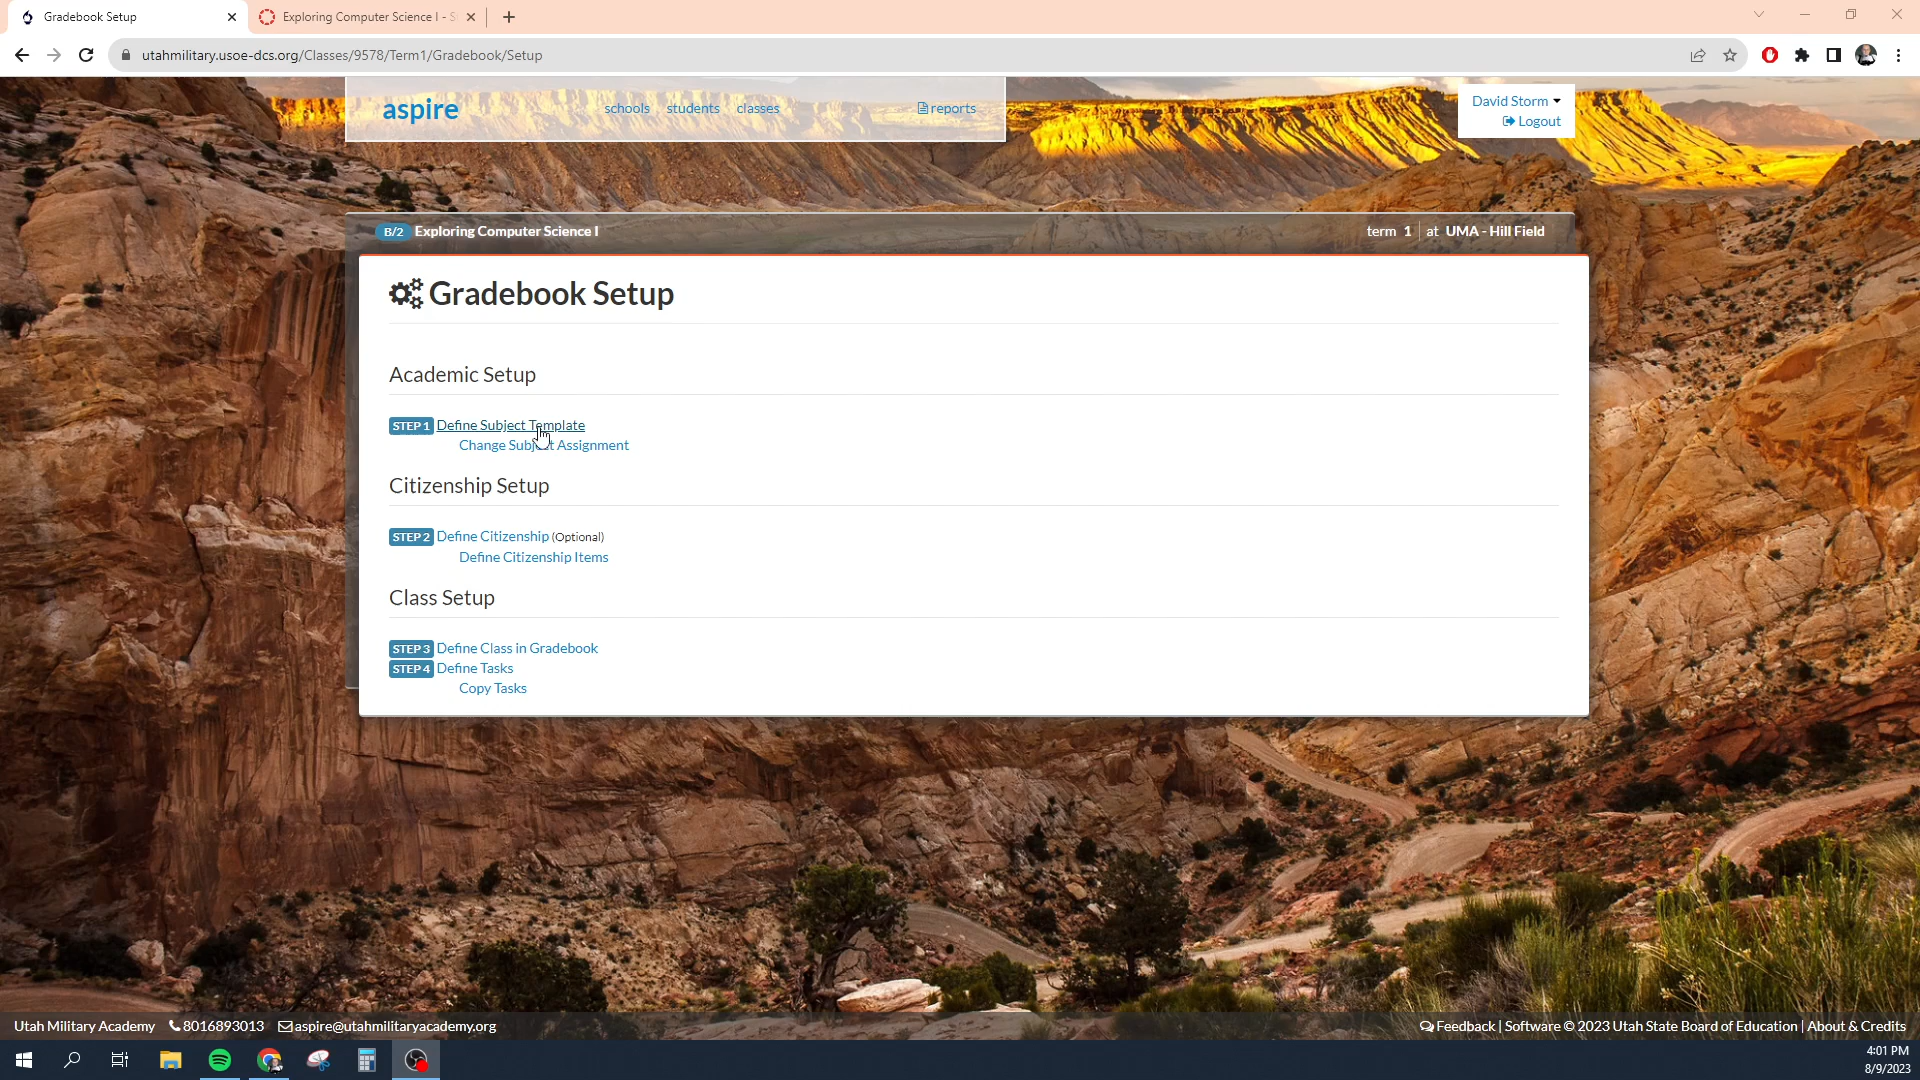 Gradebook Setup
Exploring Computer Science I - S
utahmilitary.usoe-dcs.org/Classes/9578/Term1/Gradebook/Setup
aspire
schools students classes
reports
David Storm
Logout
B/2 Exploring Computer Science I
term 1 | at UMA - Hill Field
Gradebook Setup
Academic Setup
STEP 1 Define Subject Template
Change Subject Assignment
Citizenship Setup
STEP 2 Define Citizenship (Optional)
Define Citizenship Items
Class Setup
STEP 3 Define Class in Gradebook
STEP 4 Define Tasks
Copy Tasks
Utah Military Academy 8016893013 aspire@utahmilitaryacademy.org
Feedback | Software © 2023 Utah State Board of Education | About & Credits
4:01 PM
8/9/2023